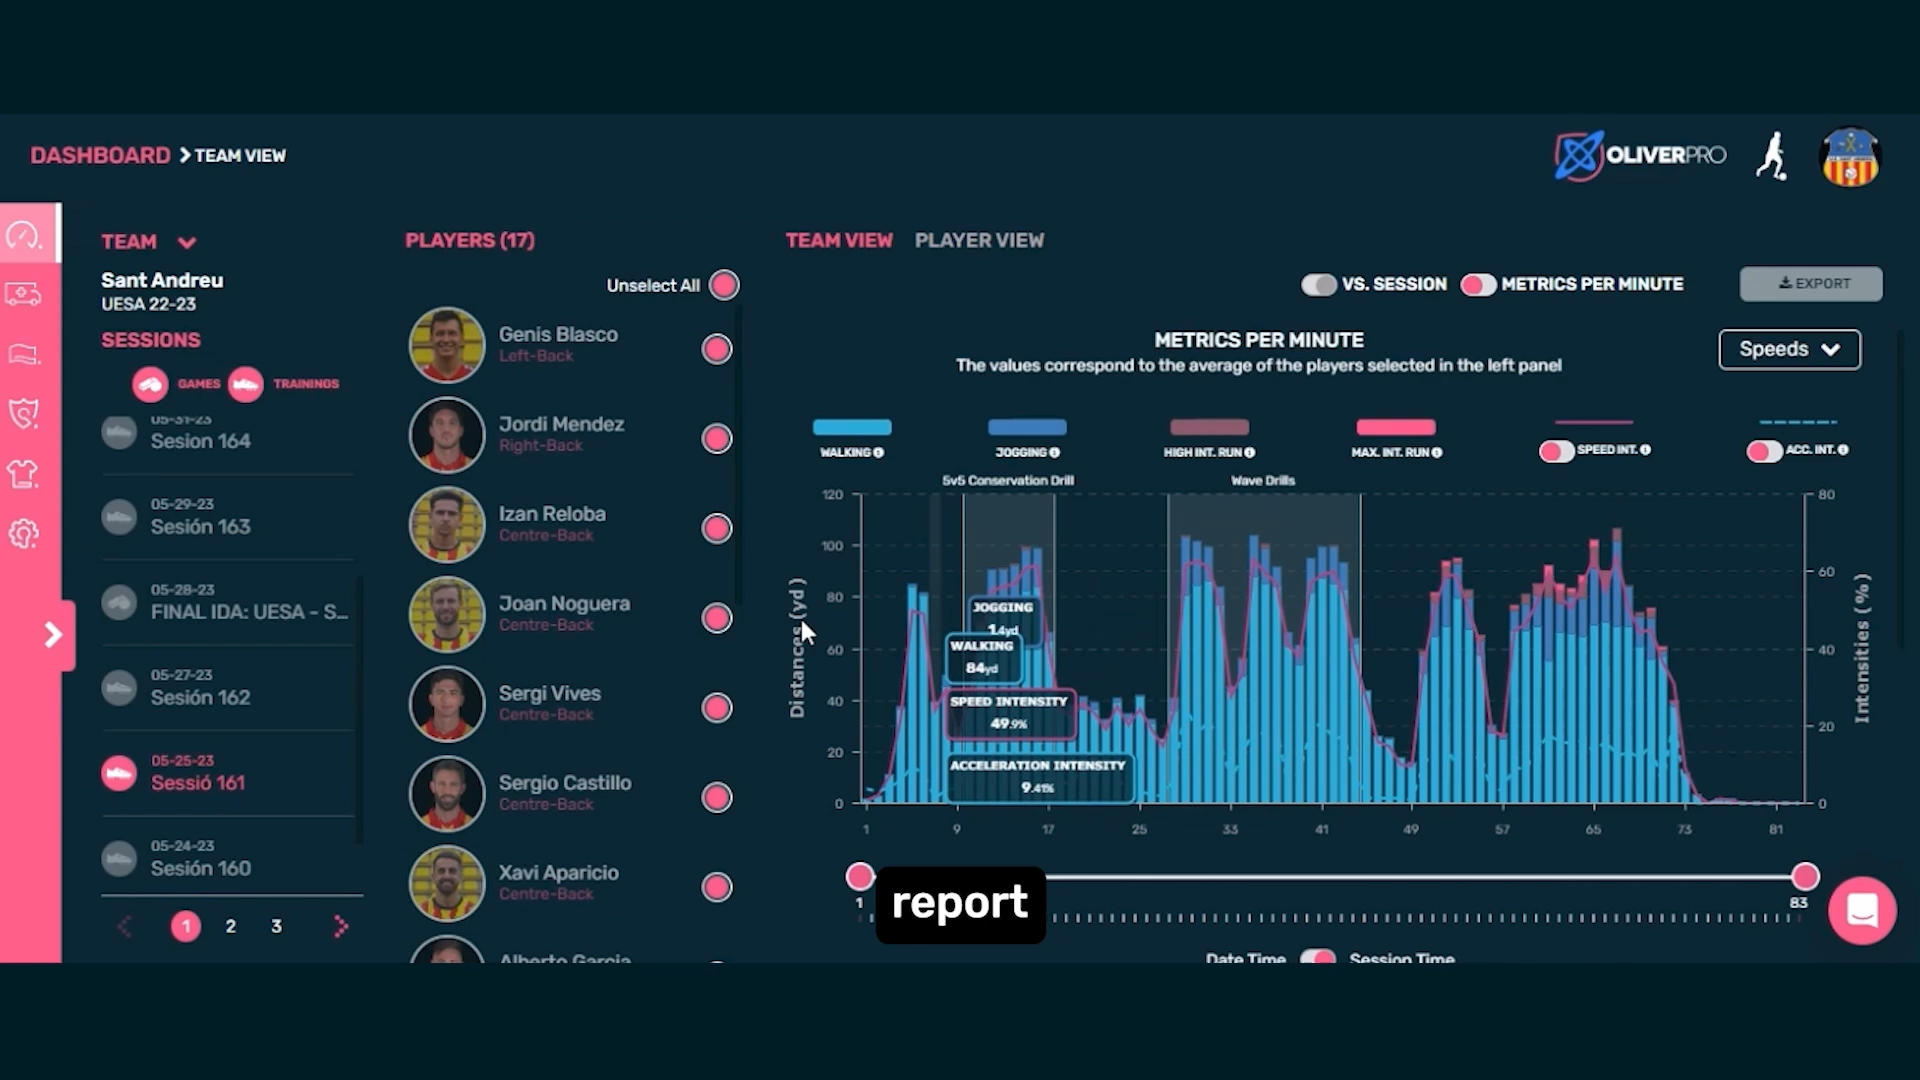 DASHBOARD > TEAM VIEW
OLIVERPRO
TEAM
Sant Andreu
UESA 22-23
SESSIONS
GAMES
TRAININGS
05-31-23
Sesion 164
05-29-23
Sesión 163
05-28-23
FINAL IDA: UESA - S...
05-27-23
Sesión 162
05-25-23
Sessió 161
05-24-23
Sesión 160
1 2 3
PLAYERS (17)
Unselect All
Genís Blasco
Left-Back
Jordi Mendez
Right-Back
Izan Reloba
Centre-Back
Joan Noguera
Centre-Back
Sergi Vives
Centre-Back
Sergio Castillo
Centre-Back
Xavi Aparicio
Centre-Back
Alberto Garcia
TEAM VIEW PLAYER VIEW
VS. SESSION METRICS PER MINUTE
EXPORT
METRICS PER MINUTE
The values correspond to the average of the players selected in the left panel
Speeds
WALKING
JOGGING
HIGH INT. RUN
MAX. INT. RUN
SPEED INT.
ACC. INT.
5v5 Conservation Drill
Wave Drills
Distances (yd)
120
100
80
60
40
20
0
JOGGING
1.4yd
WALKING
84yd
SPEED INTENSITY
49.9%
ACCELERATION INTENSITY
9.41%
80
60
40
20
0
Intensities (%)
1 9 17 25 33 41 49 57 65 73 81
1
83
report
Date Time Session Time